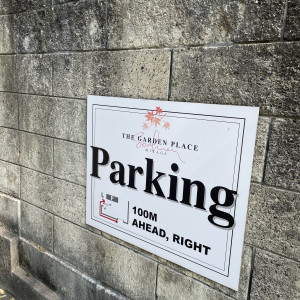 THE GARDEN PLACE
Parking
100M
AHEAD, RIGHT